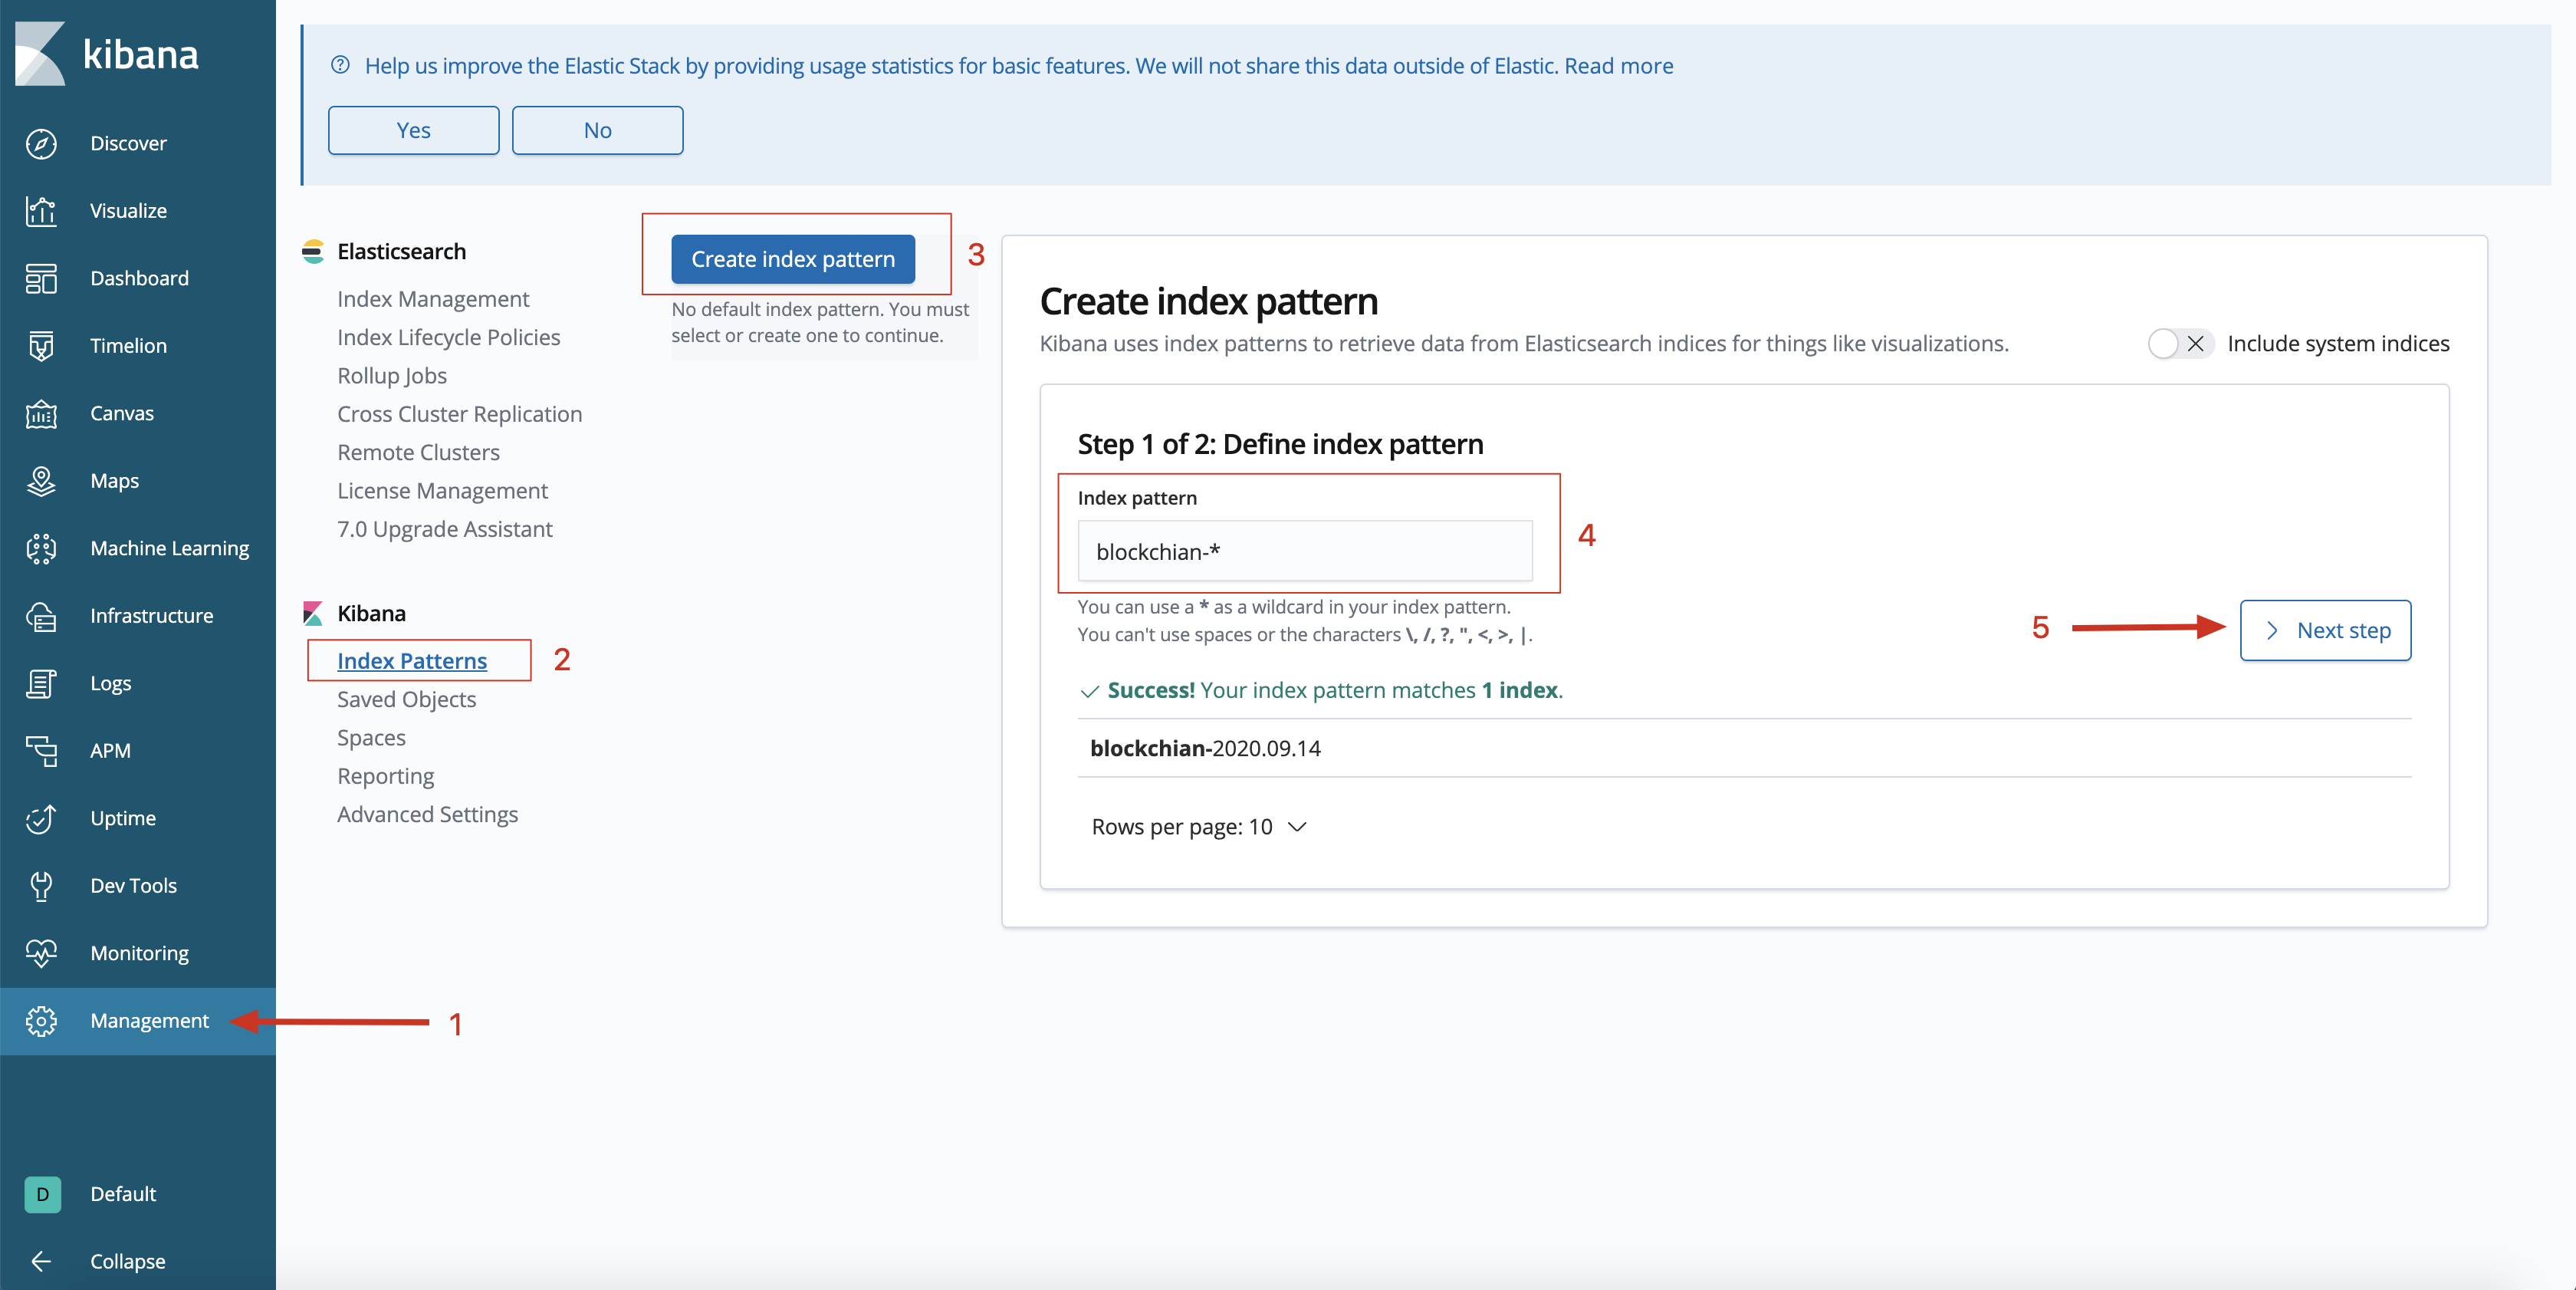 kibana
Discover
Visualize
Dashboard
Timelion
Canvas
Maps
Machine Learning
Infrastructure
Logs
APM
Uptime
Dev Tools
Monitoring
Management
1
D Default
Collapse
Help us improve the Elastic Stack by providing usage statistics for basic features. We will not share this data outside of Elastic. Read more
Yes No
Elasticsearch
Index Management
Index Lifecycle Policies
Rollup Jobs
Cross Cluster Replication
Remote Clusters
License Management
7.0 Upgrade Assistant
Kibana
Index Patterns 2
Saved Objects
Spaces
Reporting
Advanced Settings
Create index pattern 3
No default index pattern. You must
select or create one to continue.
Create index pattern
Kibana uses index patterns to retrieve data from Elasticsearch indices for things like visualizations.
Include system indices
Step 1 of 2: Define index pattern
Index pattern
blockchian-*
4
You can use a * as a wildcard in your index pattern.
You can't use spaces or the characters \, /, ?, ", <, >, |.
5 Next step
Success! Your index pattern matches 1 index.
blockchian-2020.09.14
Rows per page: 10